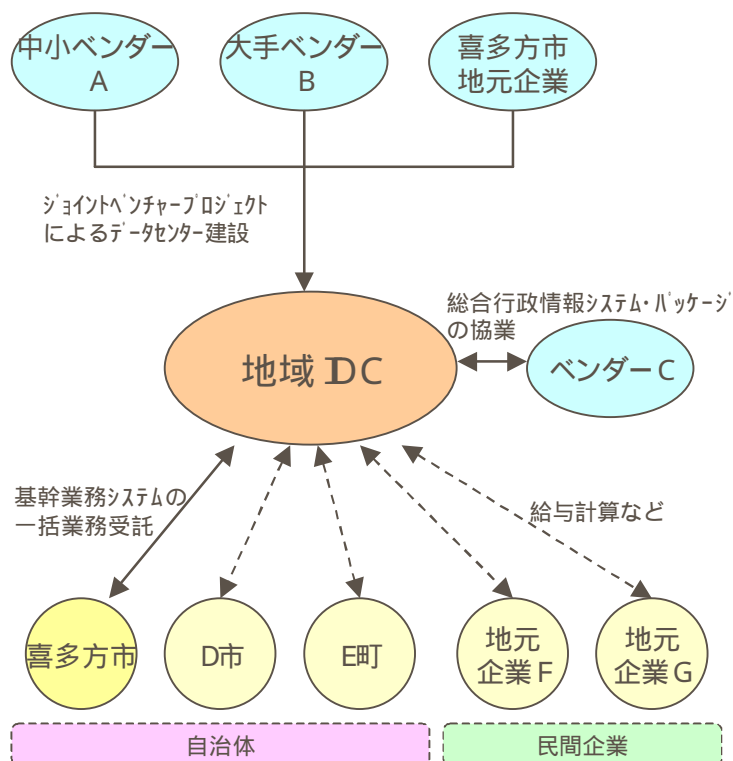 中小ベンダー
A
大手ベンダー
B
喜多方市
地元企業
ｼﾞｮｲﾝﾄﾍﾞﾝﾁｬｰﾌﾟﾛｼﾞｪｸﾄ
によるﾃﾞｰﾀｾﾝﾀｰ建設
総合行政情報ｼｽﾃﾑ・ﾊﾟｯｹｰｼﾞ
の協業
地域 IDC
ベンダー C
基幹業務ｼｽﾃﾑの
一括業務受託
給与計算など
喜多方市
D市
E町
地元
企業 F
地元
企業 G
自治体
民間企業